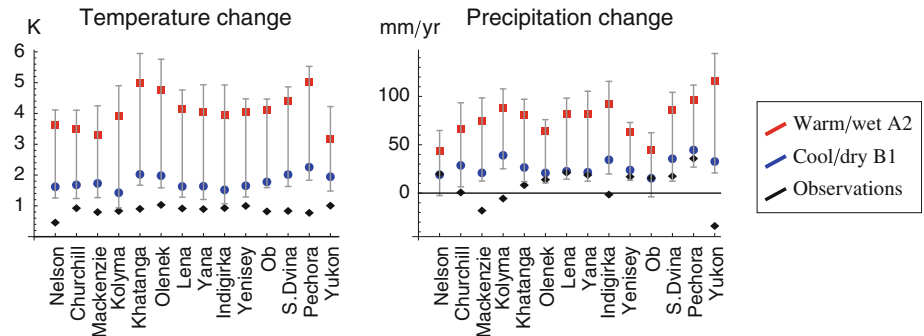 Temperature change
K
6
5
4
3
2
1
Nelson
Churchill
Mackenzie
Kolyma
Khatanga
Olenek
Lena
Yana
Indigirka
Yenisey
Ob
S. Dvina
Pechora
Yukon
Precipitation change
mm/yr
100
50
0
Nelson
Churchill
Mackenzie
Kolyma
Khatanga
Olenek
Lena
Yana
Indigirka
Yenisey
Ob
S.Dvina
Pechora
Yukon
Warm/wet A2
Cool/dry B1
Observations